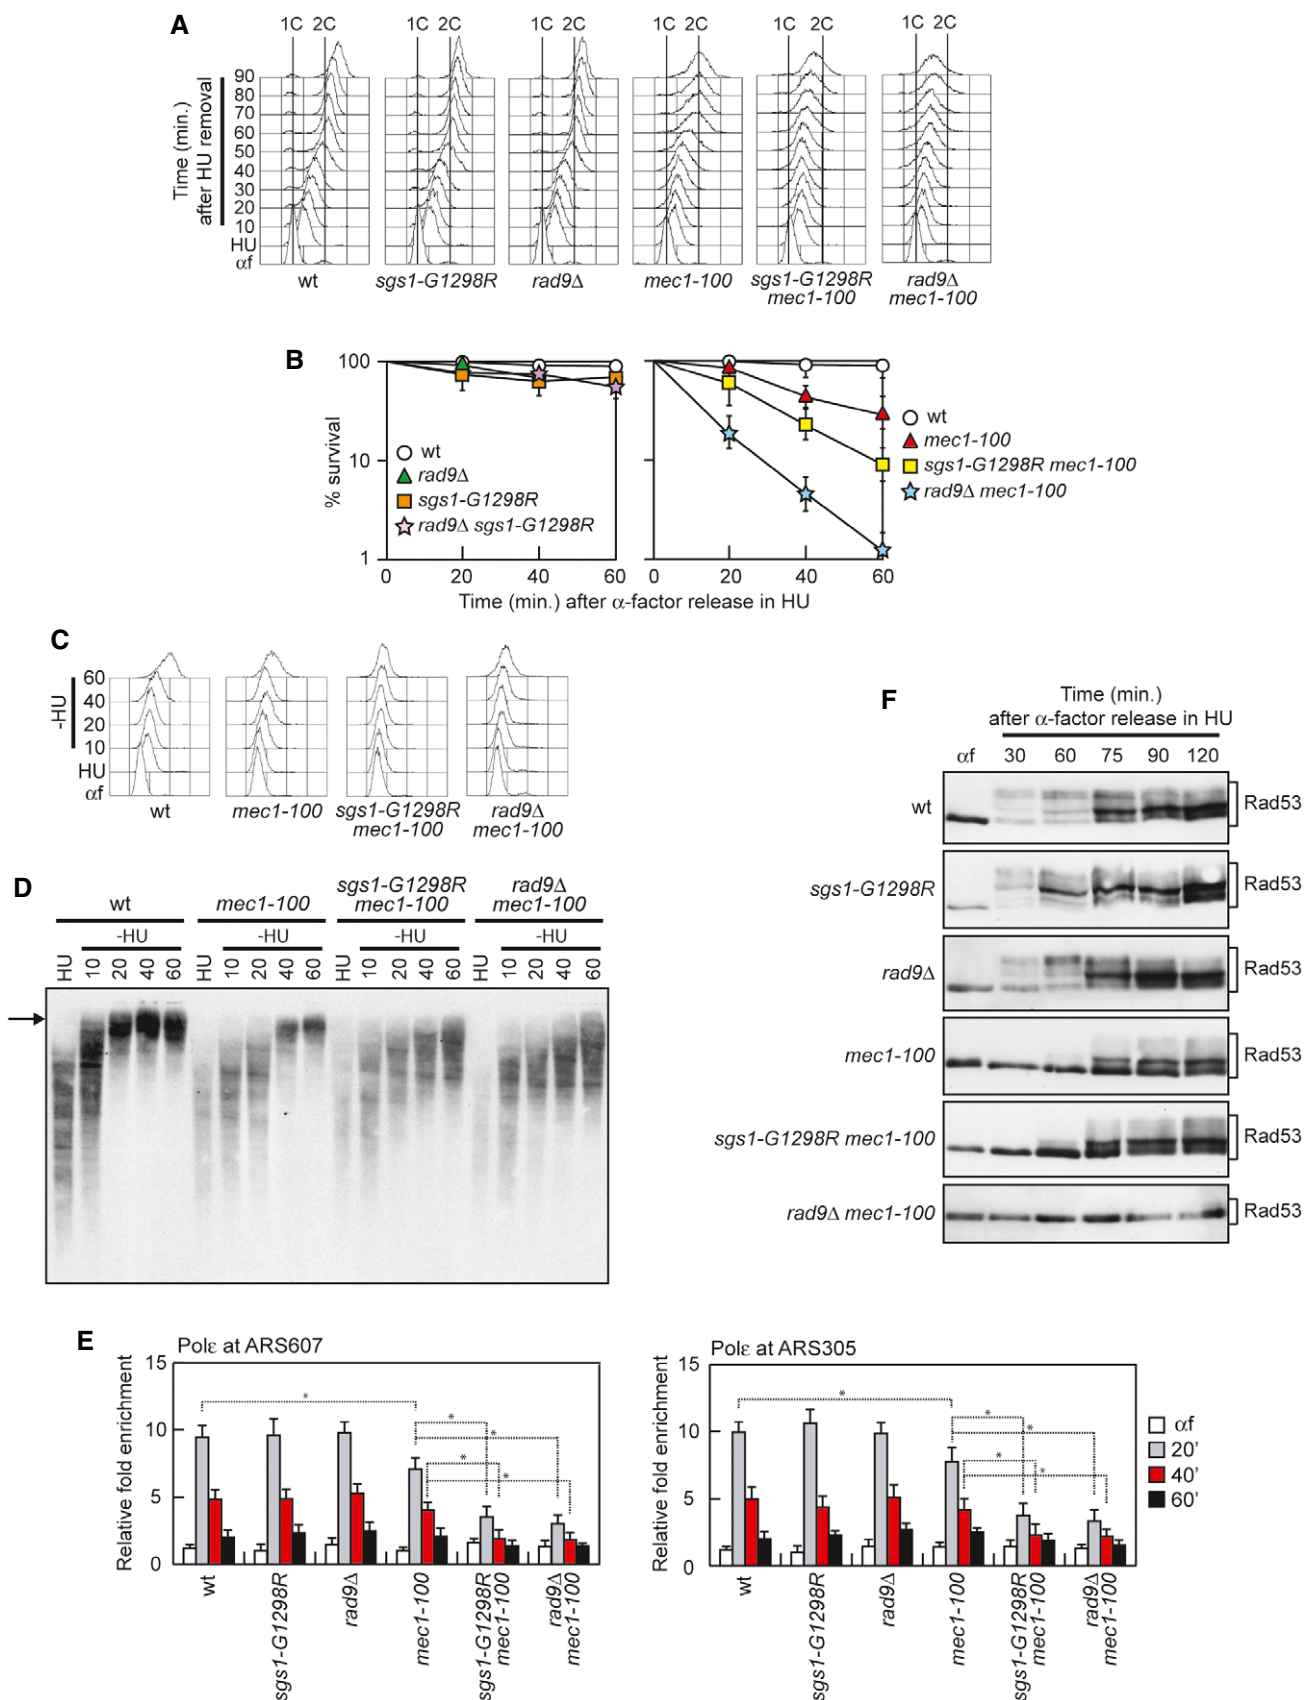 A
1C 2C 1C 2C 1C 2C 1C 2C 1C 2C 1C 2C
Time (min.)
after HU removal
90
80
70
60
50
40
30
20
10
HU
αf
wt
sgs1-G1298R
rad9Δ
mec1-100
sgs1-G1298R
mec1-100
rad9Δ
mec1-100
B
% survival
100
10
1
wt
rad9Δ
sgs1-G1298R
rad9Δ sgs1-G1298R
0 20 40 60
0 20 40 60
wt
mec1-100
sgs1-G1298R mec1-100
rad9Δ mec1-100
Time (min.) after α-factor release in HU
C
-HU
60
40
20
10
HU
αf
wt
mec1-100
sgs1-G1298R
mec1-100
rad9Δ
mec1-100
D
wt
mec1-100
sgs1-G1298R
mec1-100
rad9Δ
mec1-100
-HU -HU -HU -HU
HU 10 20 40 60 HU 10 20 40 60 HU 10 20 40 60 HU 10 20 40 60
F
Time (min.)
after α-factor release in HU
αf 30 60 75 90 120
wt Rad53
sgs1-G1298R Rad53
rad9Δ Rad53
mec1-100 Rad53
sgs1-G1298R mec1-100 Rad53
rad9Δ mec1-100 Rad53
E
Polε at ARS607
Relative fold enrichment
15
10
5
0
* * * * *
wt
sgs1-G1298R
rad9Δ
mec1-100
sgs1-G1298R
mec1-100
rad9Δ
mec1-100
Polε at ARS305
Relative fold enrichment
15
10
5
0
* * * * *
wt
sgs1-G1298R
rad9Δ
mec1-100
sgs1-G1298R
mec1-100
rad9Δ
mec1-100
αf
20'
40'
60'